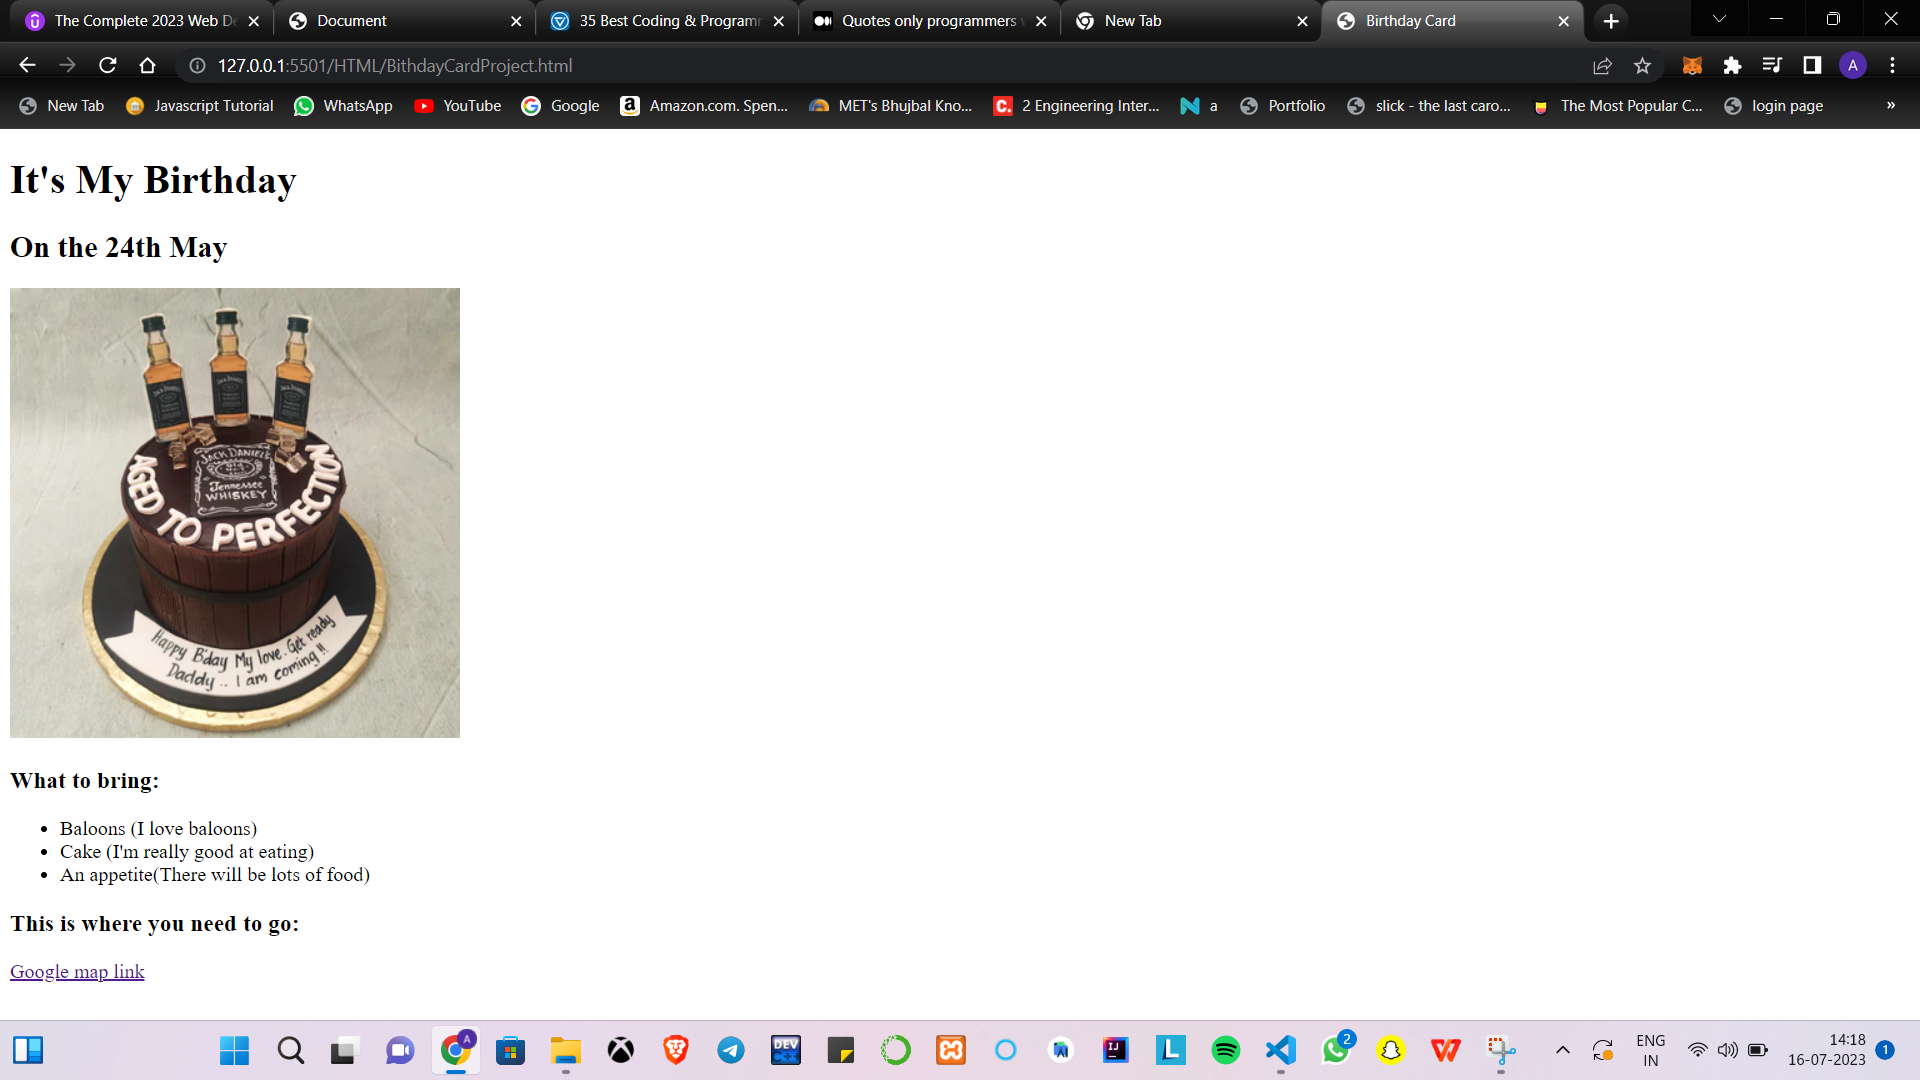 The Complete 2023 Web De
Document
35 Best Coding & Programm
Quotes only programmers w
New Tab
Birthday Card
127.0.0.1:5501/HTML/BithdayCardProject.html
A
New Tab
Javascript Tutorial
WhatsApp
YouTube
Google
Amazon.com. Spen...
MET's Bhujbal Kno...
2 Engineering Inter...
a
Portfolio
slick - the last caro...
The Most Popular C...
login page
»
It's My Birthday
On the 24th May
JACK DANIEL'S
Tennessee
WHISKEY
AGED TO PERFECTION
Happy B'day My love. Get ready
Daddy .. I am coming !!
What to bring:
Baloons (I love baloons)
Cake (I'm really good at eating)
An appetite(There will be lots of food)
This is where you need to go:
Google map link
A
DEV
C++
IJ
L
2
ENG
IN
14:18
16-07-2023
1